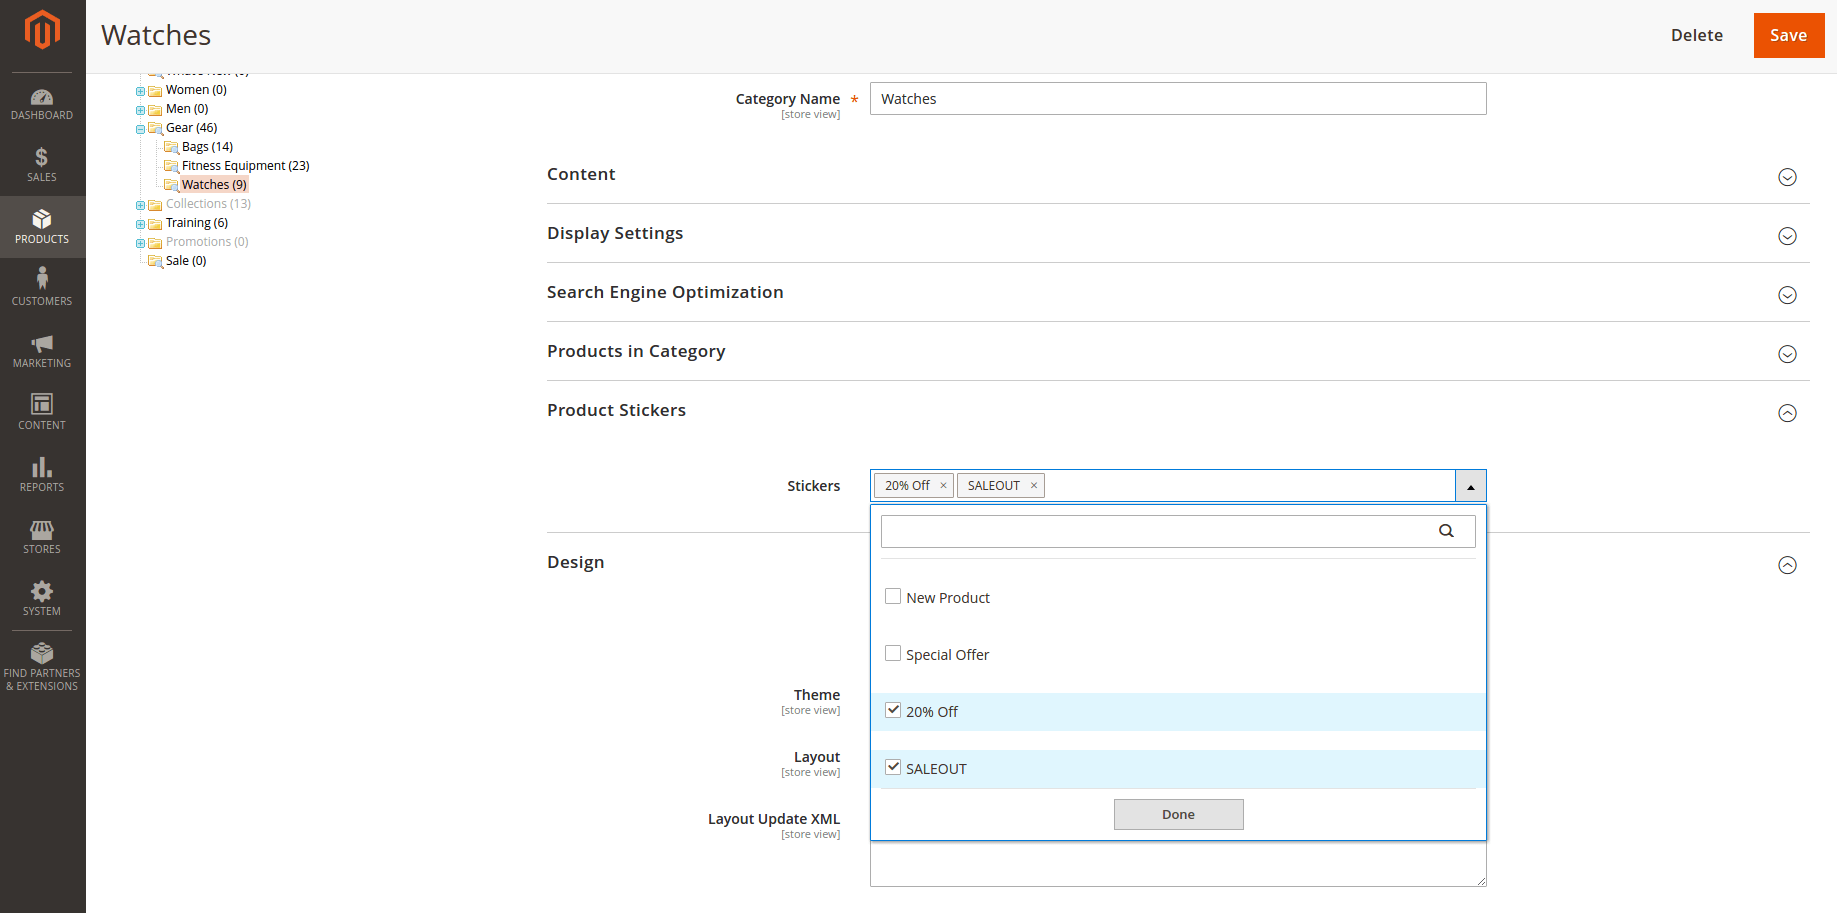 Watches
Delete
Save
DASHBOARD
SALES
PRODUCTS
CUSTOMERS
MARKETING
CONTENT
REPORTS
STORES
SYSTEM
FIND PARTNERS
& EXTENSIONS
Women (0)
Men (0)
Gear (46)
Bags (14)
Fitness Equipment (23)
Watches (9)
Collections (13)
Training (6)
Promotions (0)
Sale (0)
Category Name *
[store view]
Watches
Content
Display Settings
Search Engine Optimization
Products in Category
Product Stickers
Stickers
20% Off ×
SALEOUT ×
New Product
Special Offer
20% Off
SALEOUT
Done
Design
Theme
[store view]
Layout
[store view]
Layout Update XML
[store view]